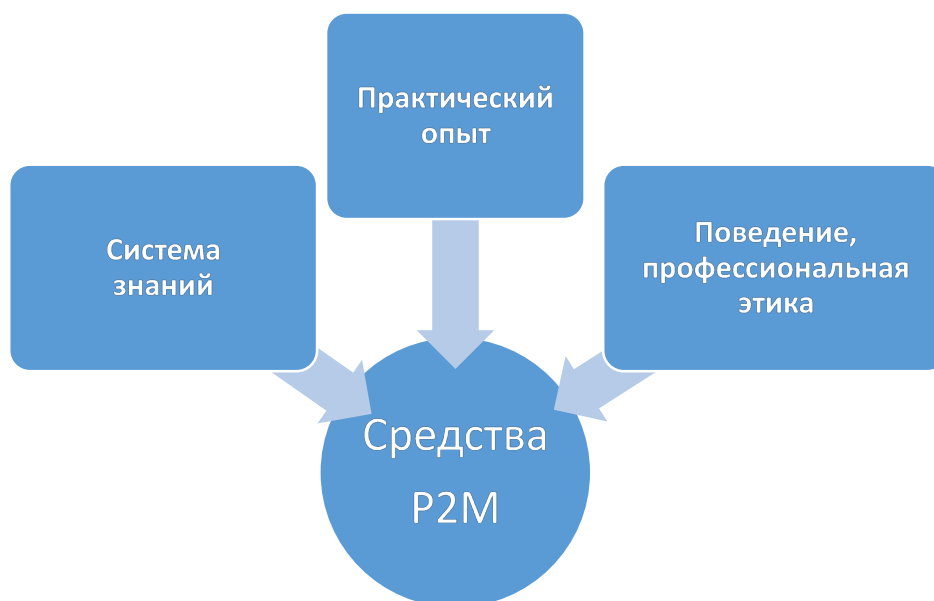 Практический
опыт
Система
знаний
Поведение,
профессиональная
этика
Средства
P2M